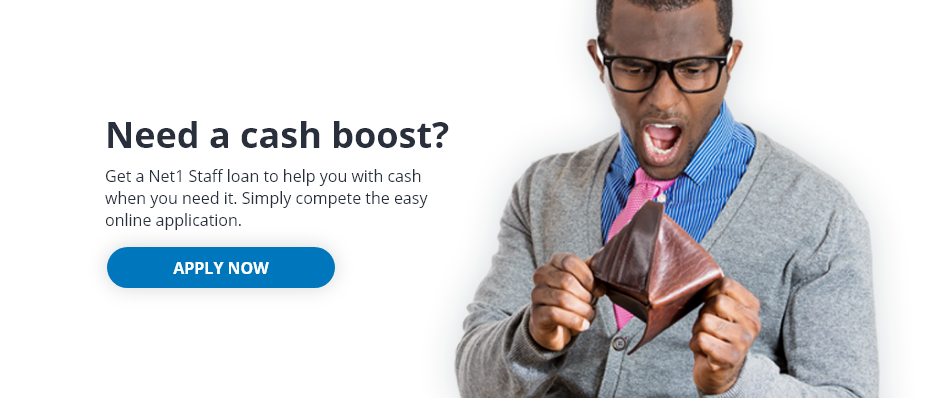 Need a cash boost?
Get a Net1 Staff loan to help you with cash
when you need it. Simply compete the easy
online application.
APPLY NOW